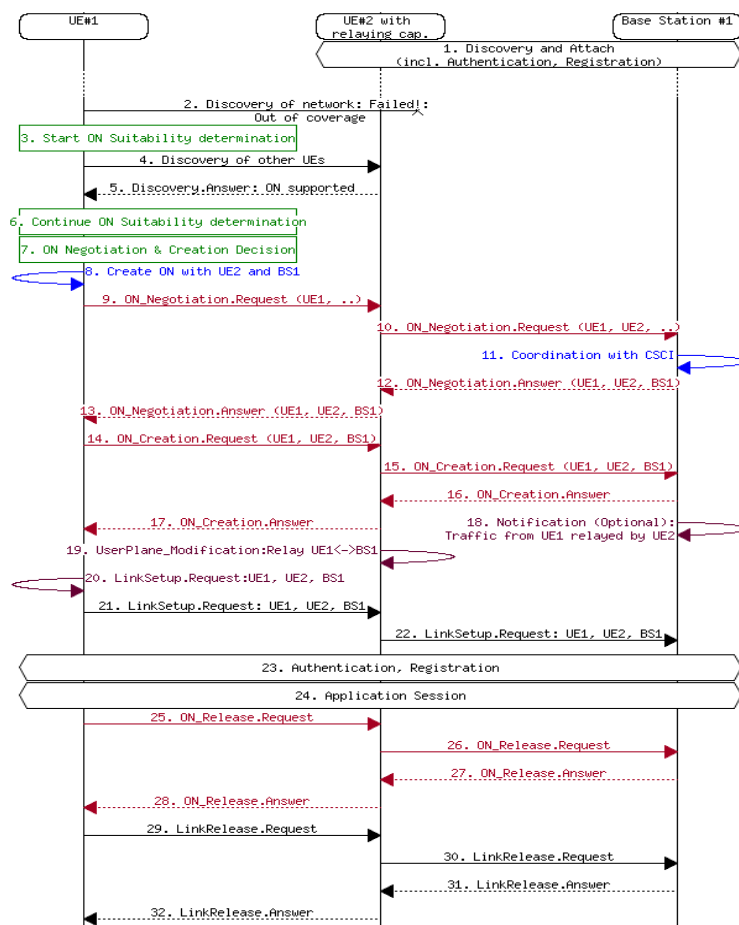 UE#1
UE#2 with
relaying cap.
Base Station #1
1. Discovery and Attach
(incl. Authentication, Registration)
2. Discovery of network: Failed!:
Out of coverage
3. Start ON Suitability determination
4. Discovery of other UEs
5. Discovery.Answer: ON supported
6. Continue ON Suitability determination
7. ON Negotiation & Creation Decision
8. Create ON with UE2 and BS1
9. ON_Negotiation.Request (UE1, ..)
10. ON_Negotiation.Request (UE1, UE2, ..)
11. Coordination with CSCI
12. ON_Negotiation.Answer (UE1, UE2, BS1)
13. ON_Negotiation.Answer (UE1, UE2, BS1)
14. ON_Creation.Request (UE1, UE2, BS1)
15. ON_Creation.Request (UE1, UE2, BS1)
16. ON_Creation.Answer
17. ON_Creation.Answer
18. Notification (Optional):
Traffic from UE1 relayed by UE2
19. UserPlane_Modification:Relay UE1<->BS1
20. LinkSetup.Request:UE1, UE2, BS1
21. LinkSetup.Request: UE1, UE2, BS1
22. LinkSetup.Request: UE1, UE2, BS1
23. Authentication, Registration
24. Application Session
25. ON_Release.Request
26. ON_Release.Request
27. ON_Release.Answer
28. ON_Release.Answer
29. LinkRelease.Request
30. LinkRelease.Request
31. LinkRelease.Answer
32. LinkRelease.Answer